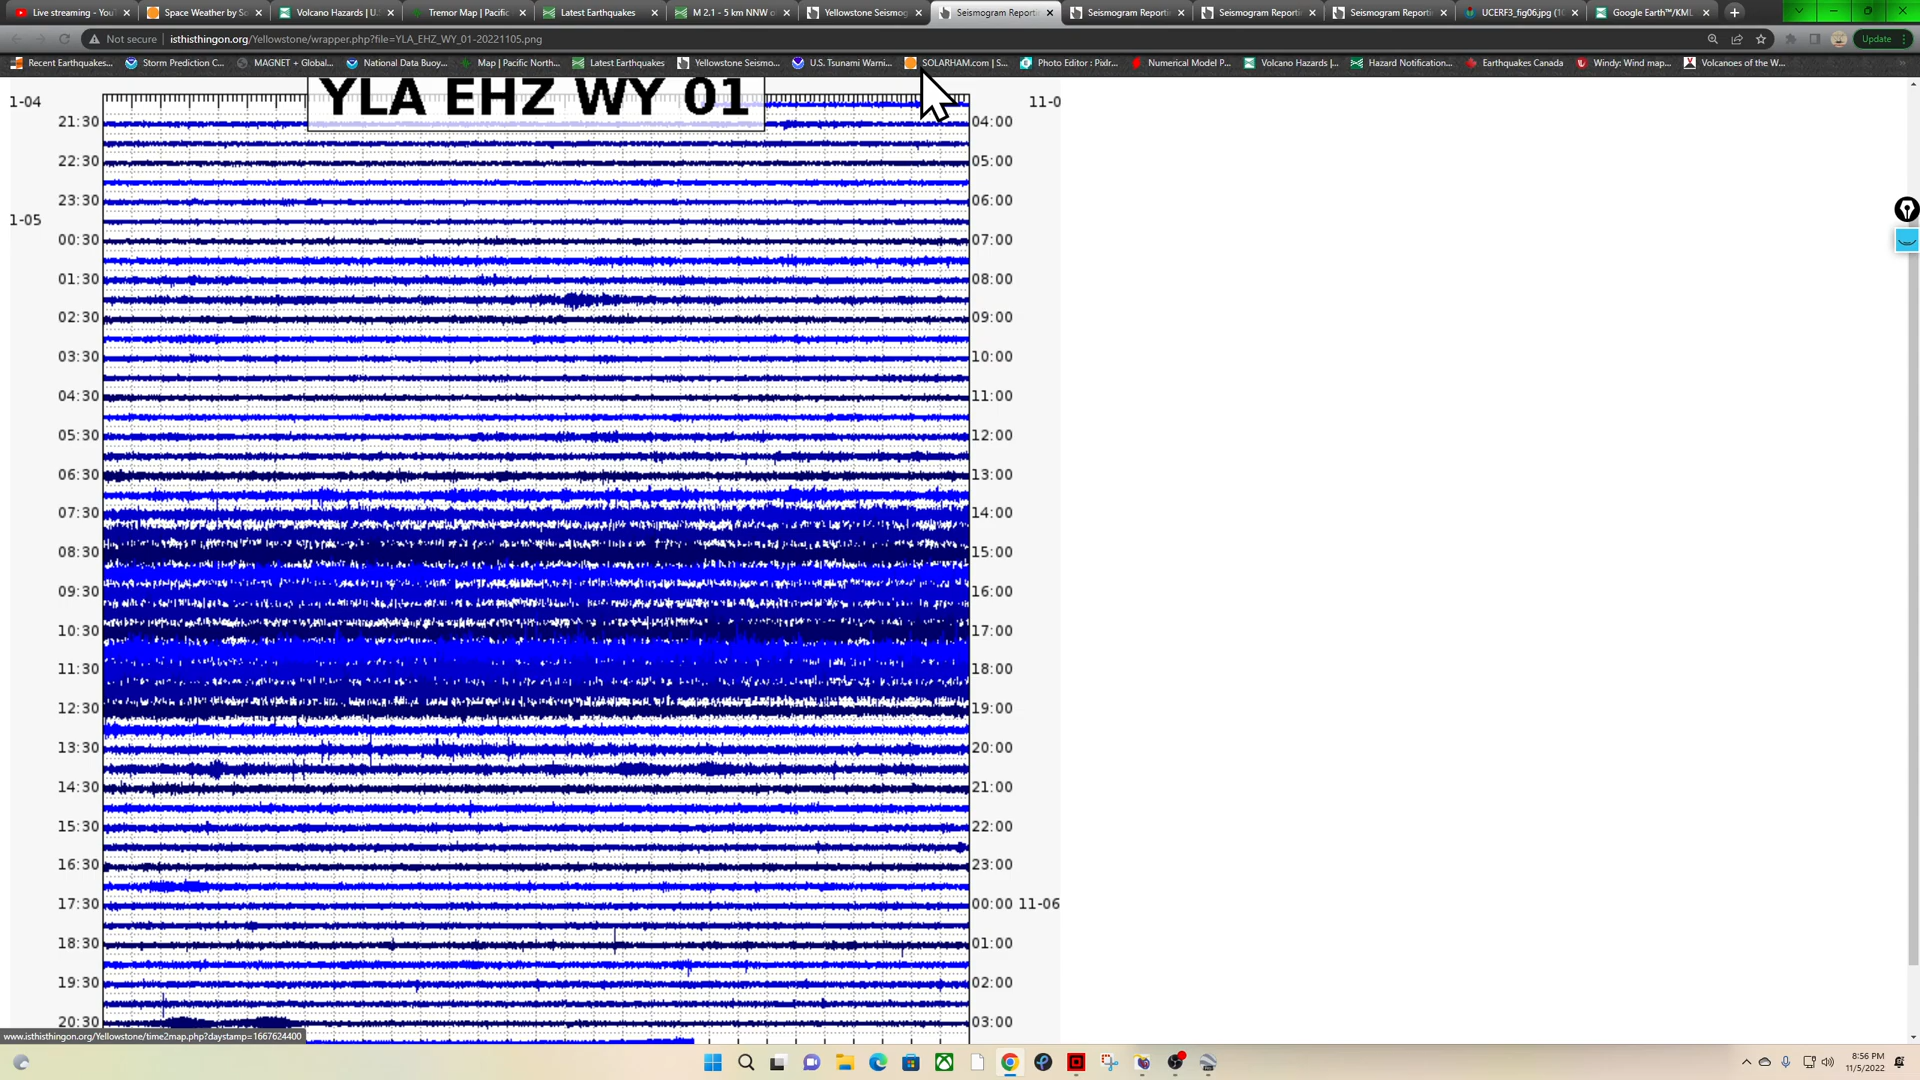 Live streaming - YouT
Space Weather by So
Volcano Hazards | U.
Tremor Map | Pacific
Latest Earthquakes
M 2.1 - 5 km NNW o
Yellowstone Seismog
Seismogram Reporti
Seismogram Reporti
Seismogram Reporti
Seismogram Reporti
UCERF3_fig06.jpg (1
Google Earth™/KML
Not secure | isthisthingon.org/Yellowstone/wrapper.php?file=YLA_EHZ_WY_01-20221105.png
Update
Recent Earthquakes...
Storm Prediction C...
MAGNET + Global...
National Data Buoy...
Map | Pacific North...
Latest Earthquakes
Yellowstone Seismo...
U.S. Tsunami Warni...
SOLARHAM.com | S...
Photo Editor : Pixlr...
Numerical Model P...
Volcano Hazards |...
Hazard Notification...
Earthquakes Canada
Windy: Wind map...
Volcanoes of the W...
YLA EHZ WY 01
1-04 11-0
21:30 04:00
22:30 05:00
23:30 06:00
1-05
00:30 07:00
01:30 08:00
02:30 09:00
03:30 10:00
04:30 11:00
05:30 12:00
06:30 13:00
07:30 14:00
08:30 15:00
09:30 16:00
10:30 17:00
11:30 18:00
12:30 19:00
13:30 20:00
14:30 21:00
15:30 22:00
16:30 23:00
17:30 00:00 11-06
18:30 01:00
19:30 02:00
20:30 03:00
www.isthisthingon.org/Yellowstone/time2map.php?daystamp=1667624400
8:56 PM
11/5/2022